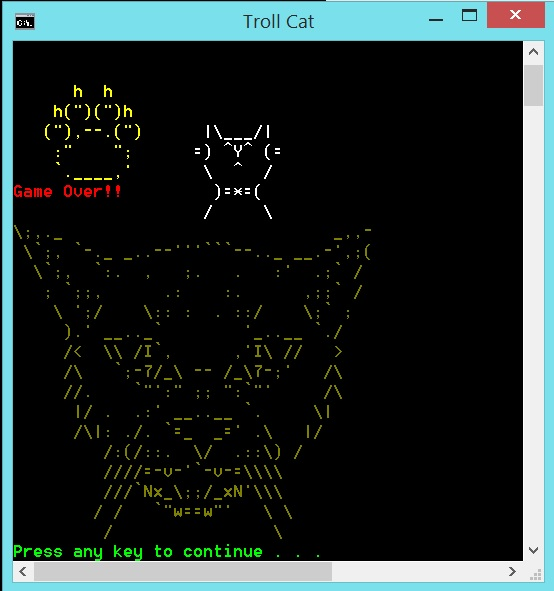 Troll Cat
Game Over!!
Press any key to continue . . .